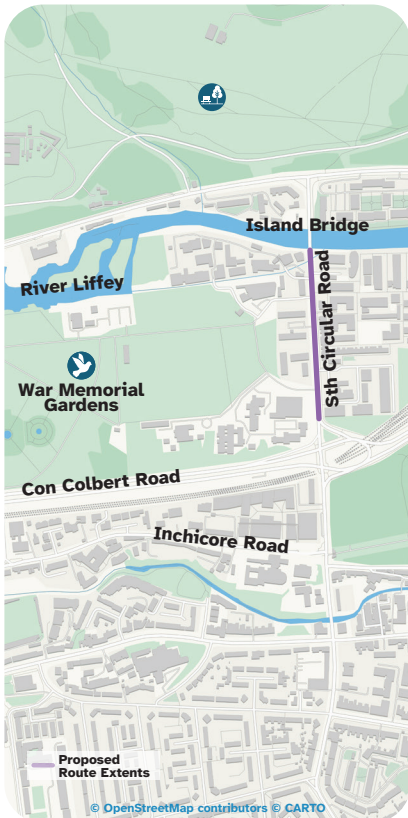 Island Bridge
River Liffey
Sth Circular Road
War Memorial
Gardens
Con Colbert Road
Inchicore Road
Proposed
Route Extents
© OpenStreetMap contributors © CARTO